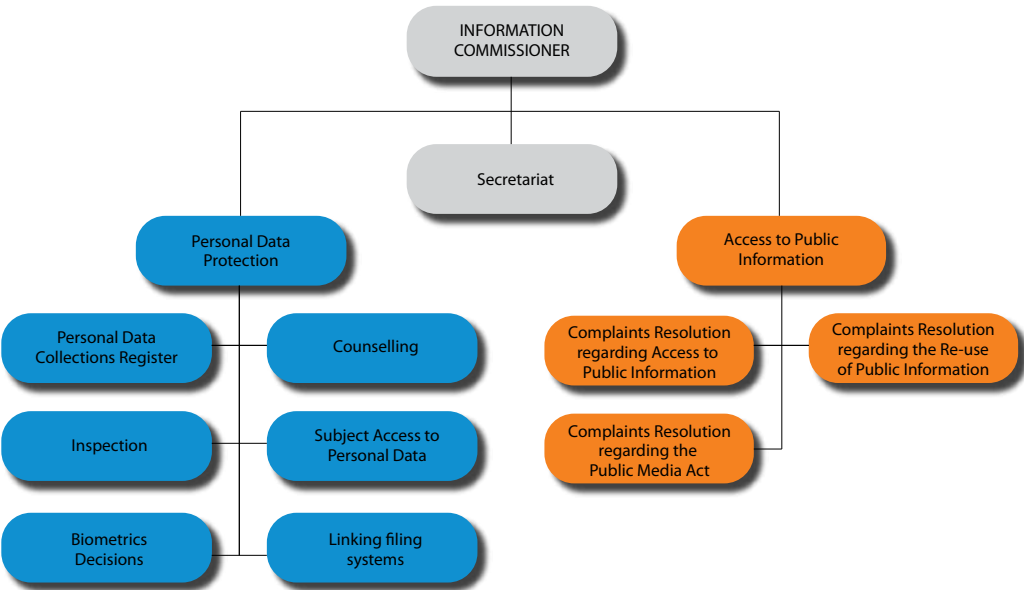 INFORMATION
COMMISSIONER
Secretariat
Personal Data
Protection
Access to Public
Information
Personal Data
Collections Register
Counselling
Complaints Resolution
regarding Access to
Public Information
Complaints Resolution
regarding the Re-use
of Public Information
Inspection
Subject Access to
Personal Data
Complaints Resolution
regarding the
Public Media Act
Biometrics
Decisions
Linking filing
systems